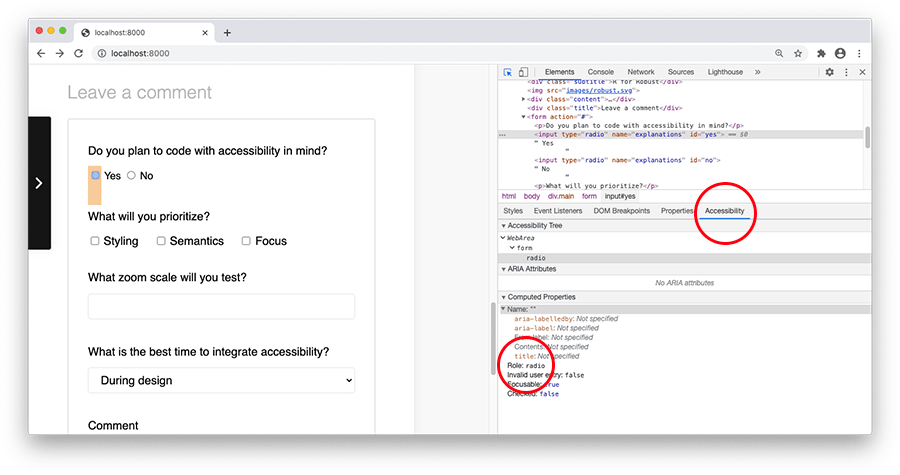 localhost:8000
localhost:8000
Leave a comment
Do you plan to code with accessibility in mind?
Yes No
What will you prioritize?
Styling Semantics Focus
What zoom scale will you test?
What is the best time to integrate accessibility?
During design
Comment
Elements Console Network Sources Lighthouse »
<div class="subtitle">R for Robust</div>
<img src="images/robust.svg">
<div class="content">…</div>
<div class="title">Leave a comment</div>
<form action="#">
<p>Do you plan to code with accessibility in mind?</p>
… <input type="radio" name="explanations" id="yes"> == $0
" Yes
"
<input type="radio" name="explanations" id="no">
" No
"
<p>What will you prioritize?</p>
html body div.main form input#yes
Styles Event Listeners DOM Breakpoints Properties Accessibility
Accessibility Tree
WebArea
form
radio
ARIA Attributes
No ARIA attributes
Computed Properties
Name: ""
aria-labelledby: Not specified
aria-label: Not specified
From label: Not specified
Contents: Not specified
title: Not specified
Role: radio
Invalid user entry: false
Focusable: true
Checked: false